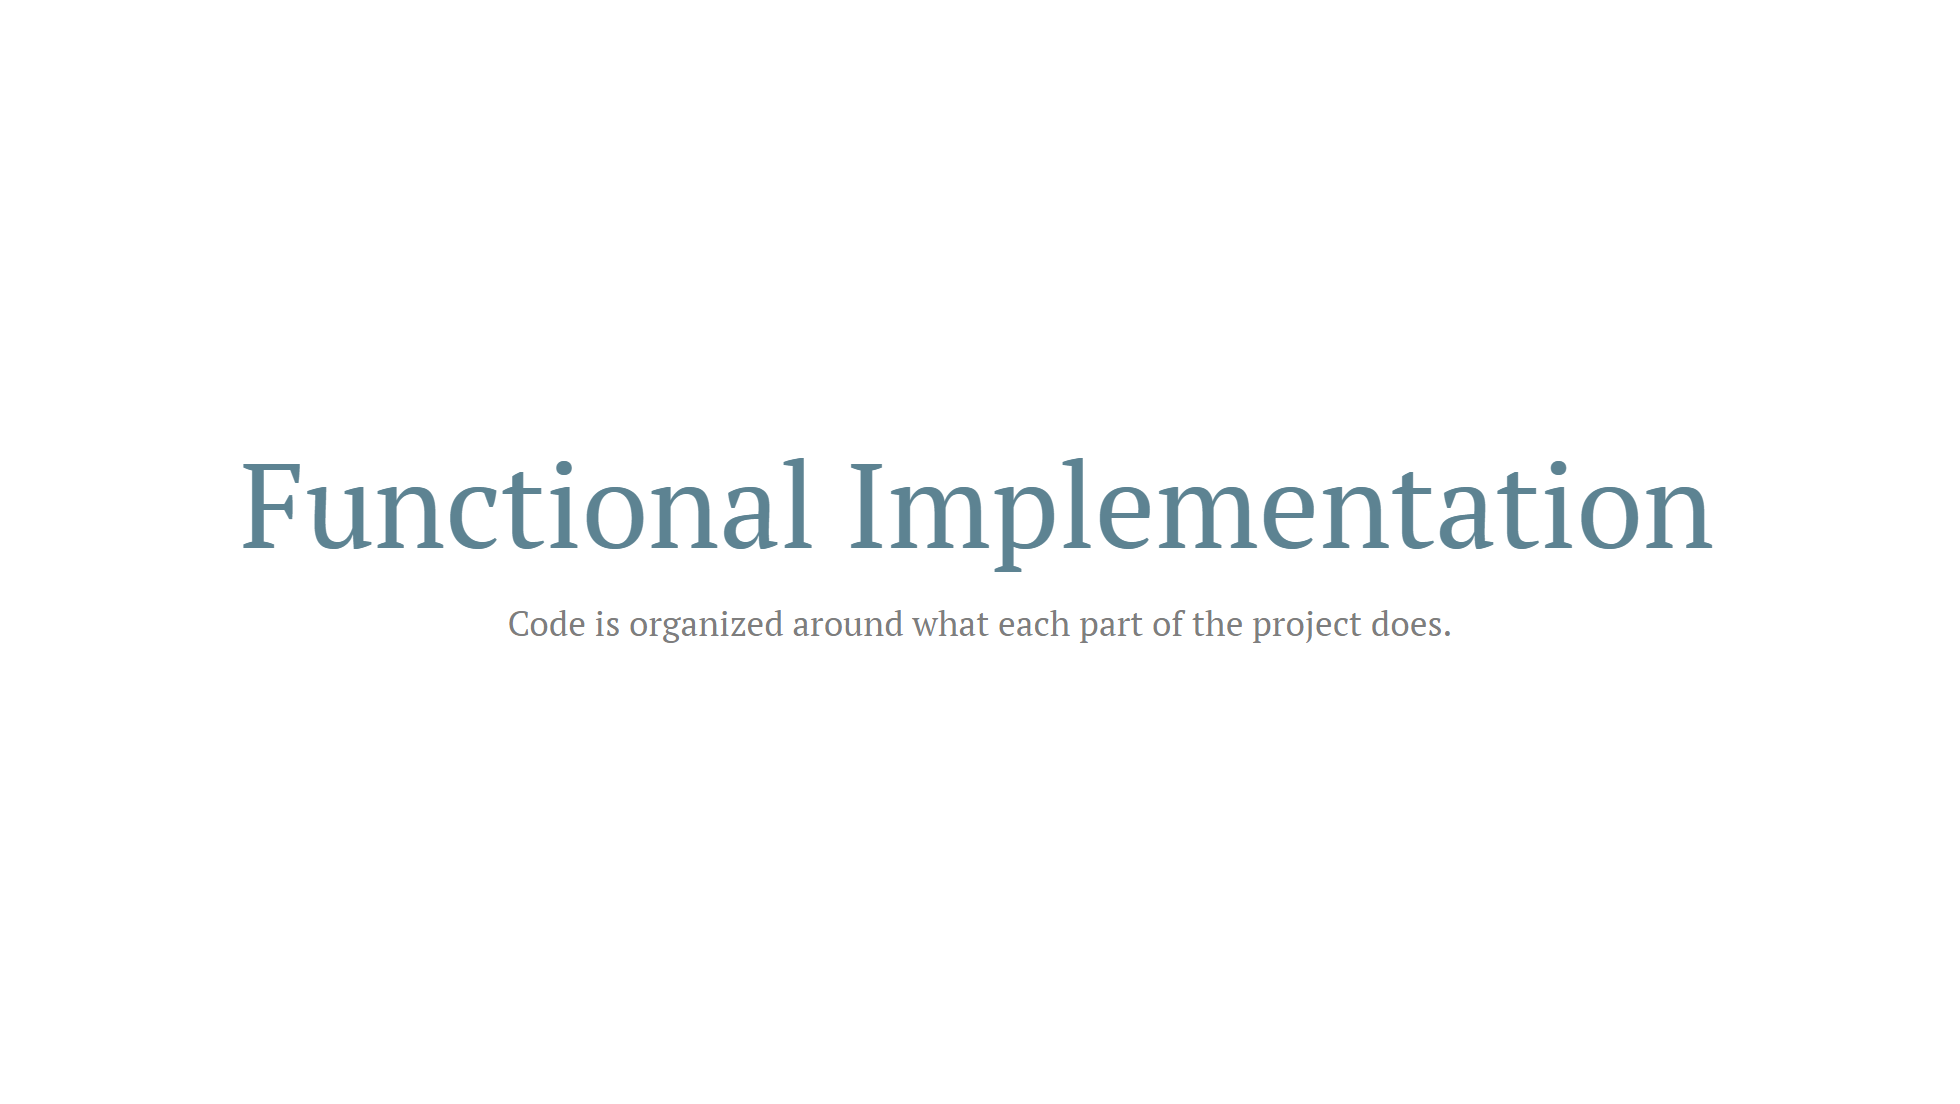 Functional Implementation
Code is organized around what each part of the project does.